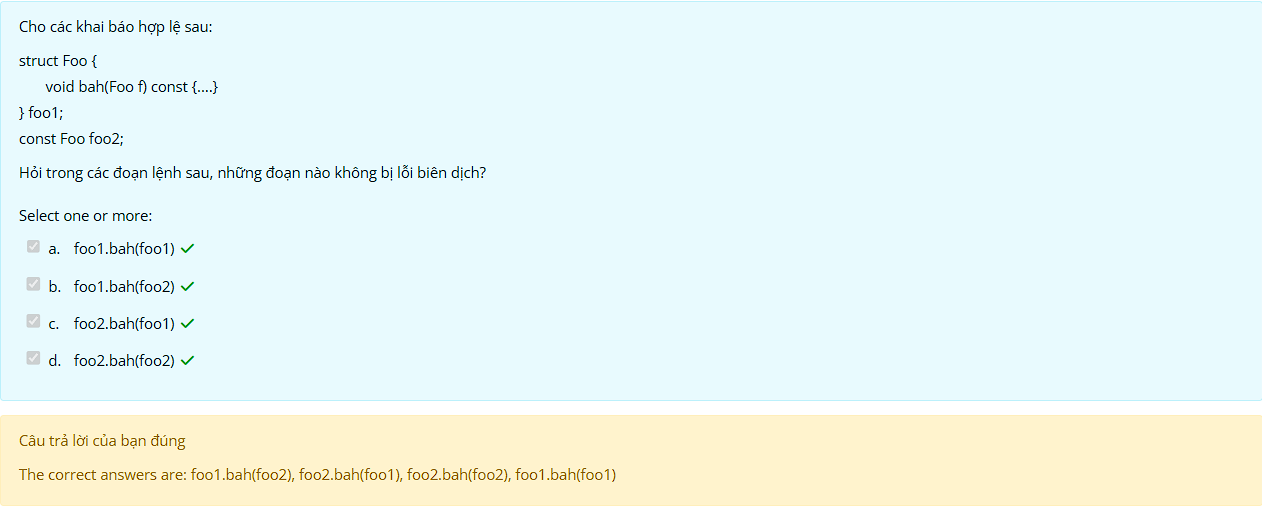 Cho các khai báo hợp lệ sau:
struct Foo {
void bah(Foo f) const {....}
} foo1;
const Foo foo2;
Hỏi trong các đoạn lệnh sau, những đoạn nào không bị lỗi biên dịch?
Select one or more:
a. foo1.bah(foo1)
b. foo1.bah(foo2)
c. foo2.bah(foo1)
d. foo2.bah(foo2)
Câu trả lời của bạn đúng
The correct answers are: foo1.bah(foo2), foo2.bah(foo1), foo2.bah(foo2), foo1.bah(foo1)